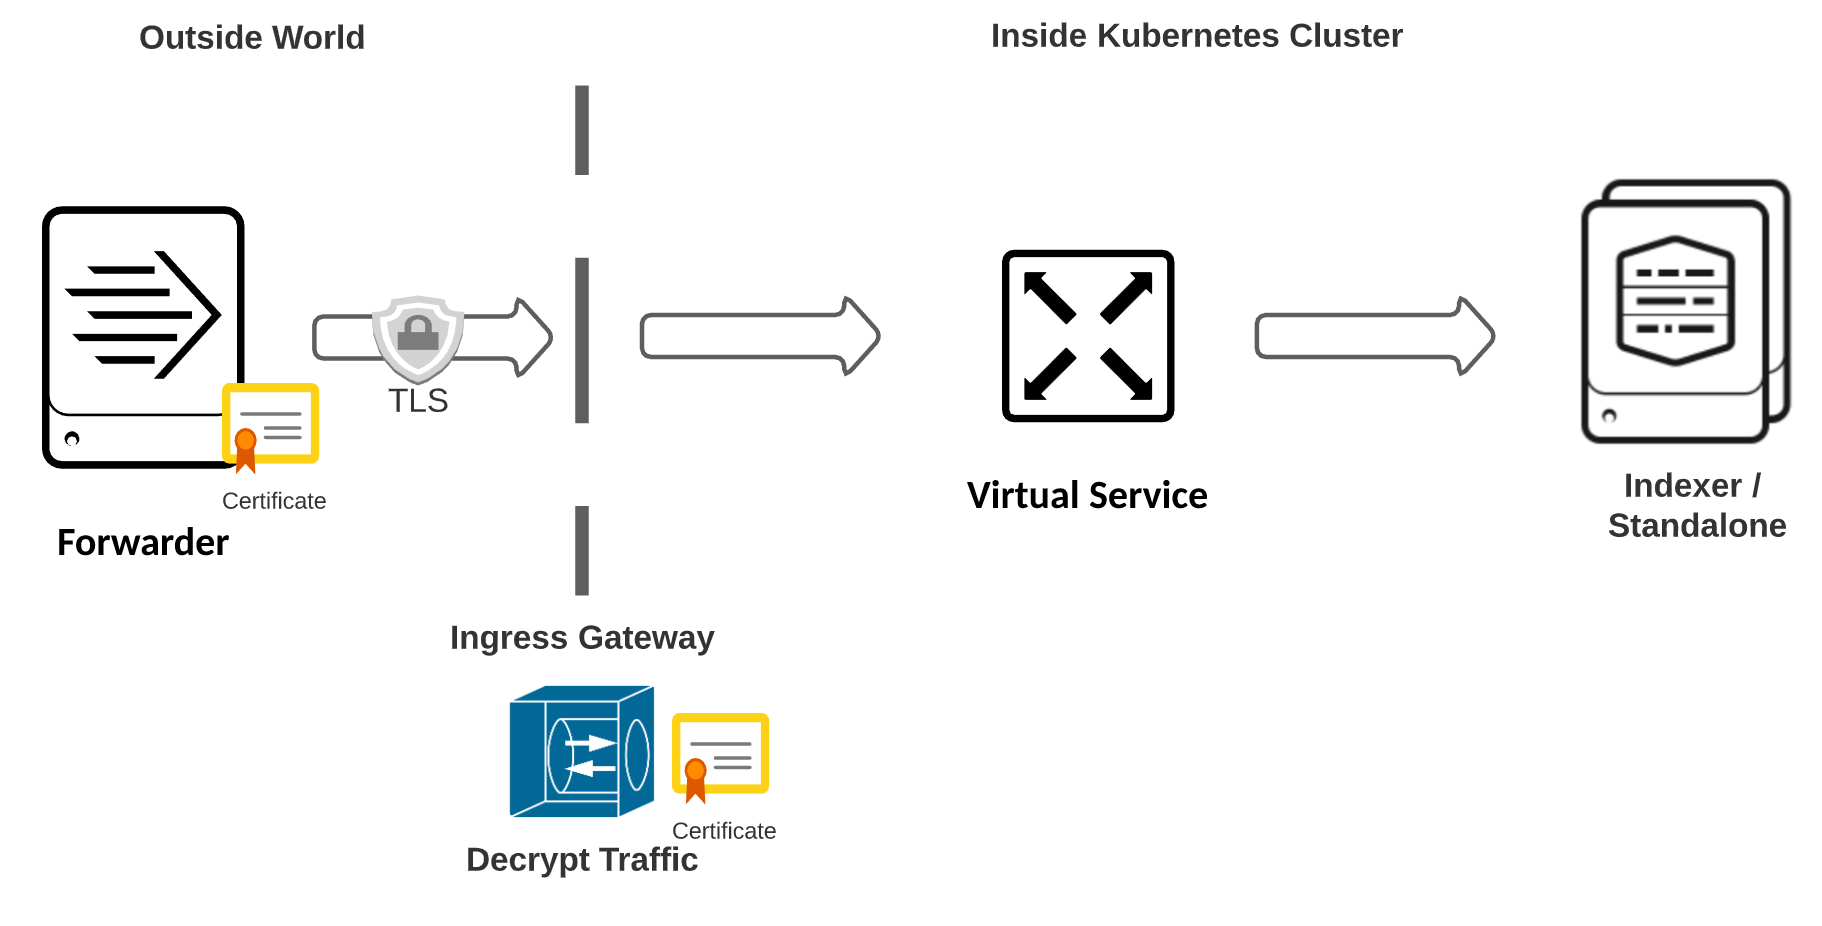 Outside World
Inside Kubernetes Cluster
TLS
Certificate
Forwarder
Virtual Service
Indexer /
Standalone
Ingress Gateway
Certificate
Decrypt Traffic